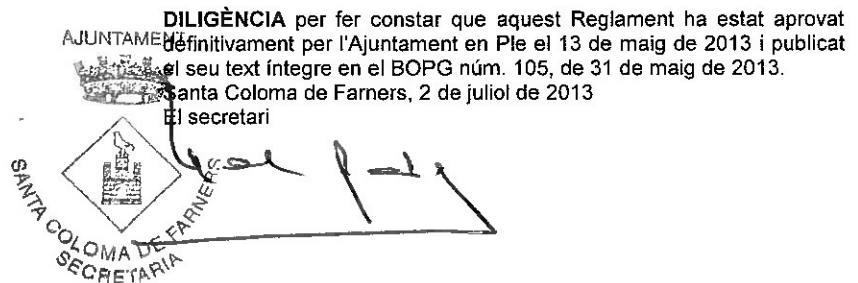 DILIGÈNCIA per fer constar que aquest Reglament ha estat aprovat
definitivament per l'Ajuntament en Ple el 13 de maig de 2013 i publicat
el seu text íntegre en el BOPG núm. 105, de 31 de maig de 2013.
Santa Coloma de Farners, 2 de juliol de 2013
El secretari
AJUNTAMENT
SANTA COLOMA DE FARNERS
SECRETARIA